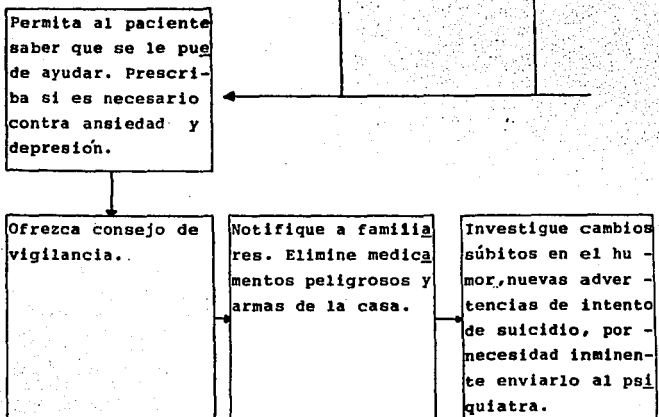 Permita al paciente
saber que se le pue
de ayudar. Prescri-
ba si es necesario
contra ansiedad y
depresión.
Ofrezca consejo de
vigilancia.
Notifique a familia
res. Elimine medica
mentos peligrosos y
armas de la casa.
Investigue cambios
súbitos en el hu -
mor,nuevas adver -
tencias de intento
de suicidio, por -
necesidad inminen-
te enviarlo al psi
quiatra.